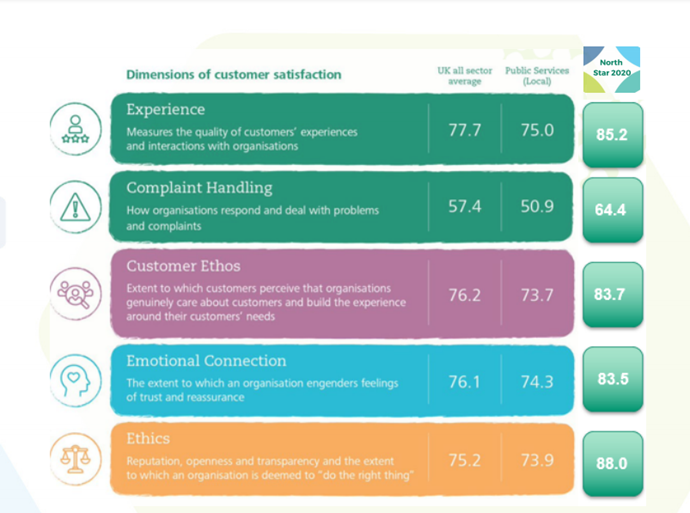 Dimensions of customer satisfaction
UK all sector
average
Public Services
(Local)
North
Star 2020
Experience
Measures the quality of customers' experiences
and interactions with organisations
77.7
75.0
85.2
Complaint Handling
How organisations respond and deal with problems
and complaints
57.4
50.9
64.4
Customer Ethos
Extent to which customers perceive that organisations
genuinely care about customers and build the experience
around their customers' needs
76.2
73.7
83.7
Emotional Connection
The extent to which an organisation engenders feelings
of trust and reassurance
76.1
74.3
83.5
Ethics
Reputation, openness and transparency and the extent
to which an organisation is deemed to "do the right thing"
75.2
73.9
88.0